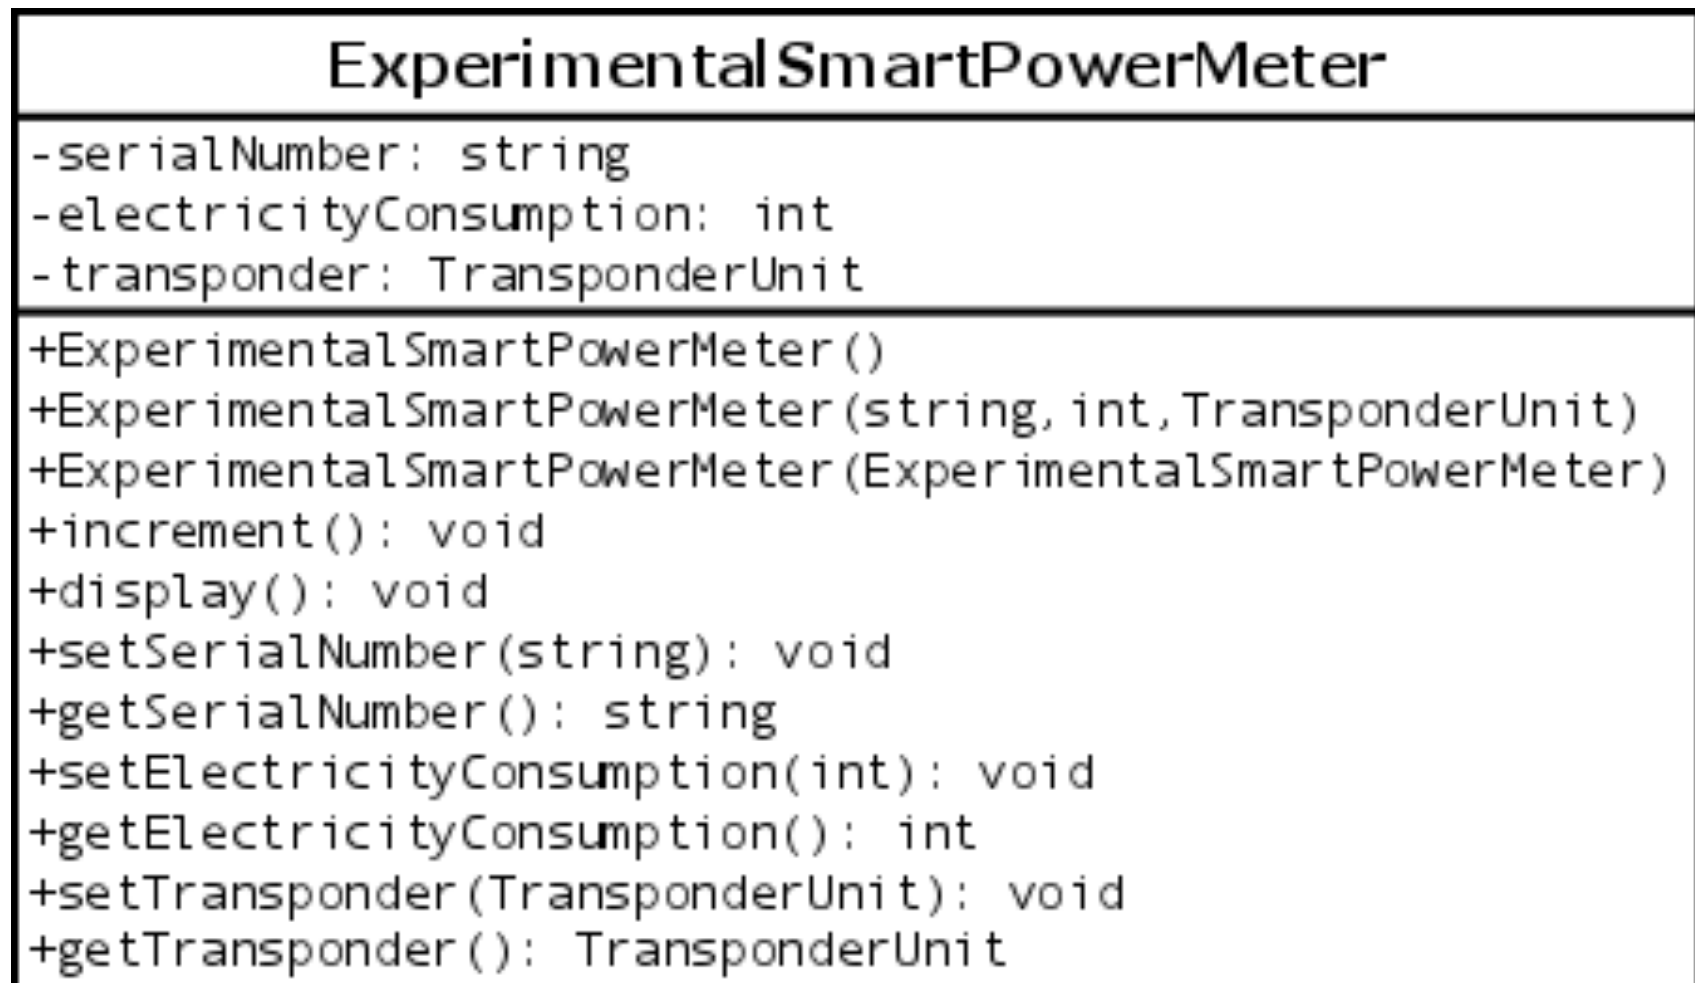 ExperimentalSmartPowerMeter
-serialNumber: string
-electricityConsumption: int
-transponder: TransponderUnit
+ExperimentalSmartPowerMeter()
+ExperimentalSmartPowerMeter(string,int,TransponderUnit)
+ExperimentalSmartPowerMeter(ExperimentalSmartPowerMeter)
+increment(): void
+display(): void
+setSerialNumber(string): void
+getSerialNumber(): string
+setElectricityConsumption(int): void
+getElectricityConsumption(): int
+setTransponder(TransponderUnit): void
+getTransponder(): TransponderUnit